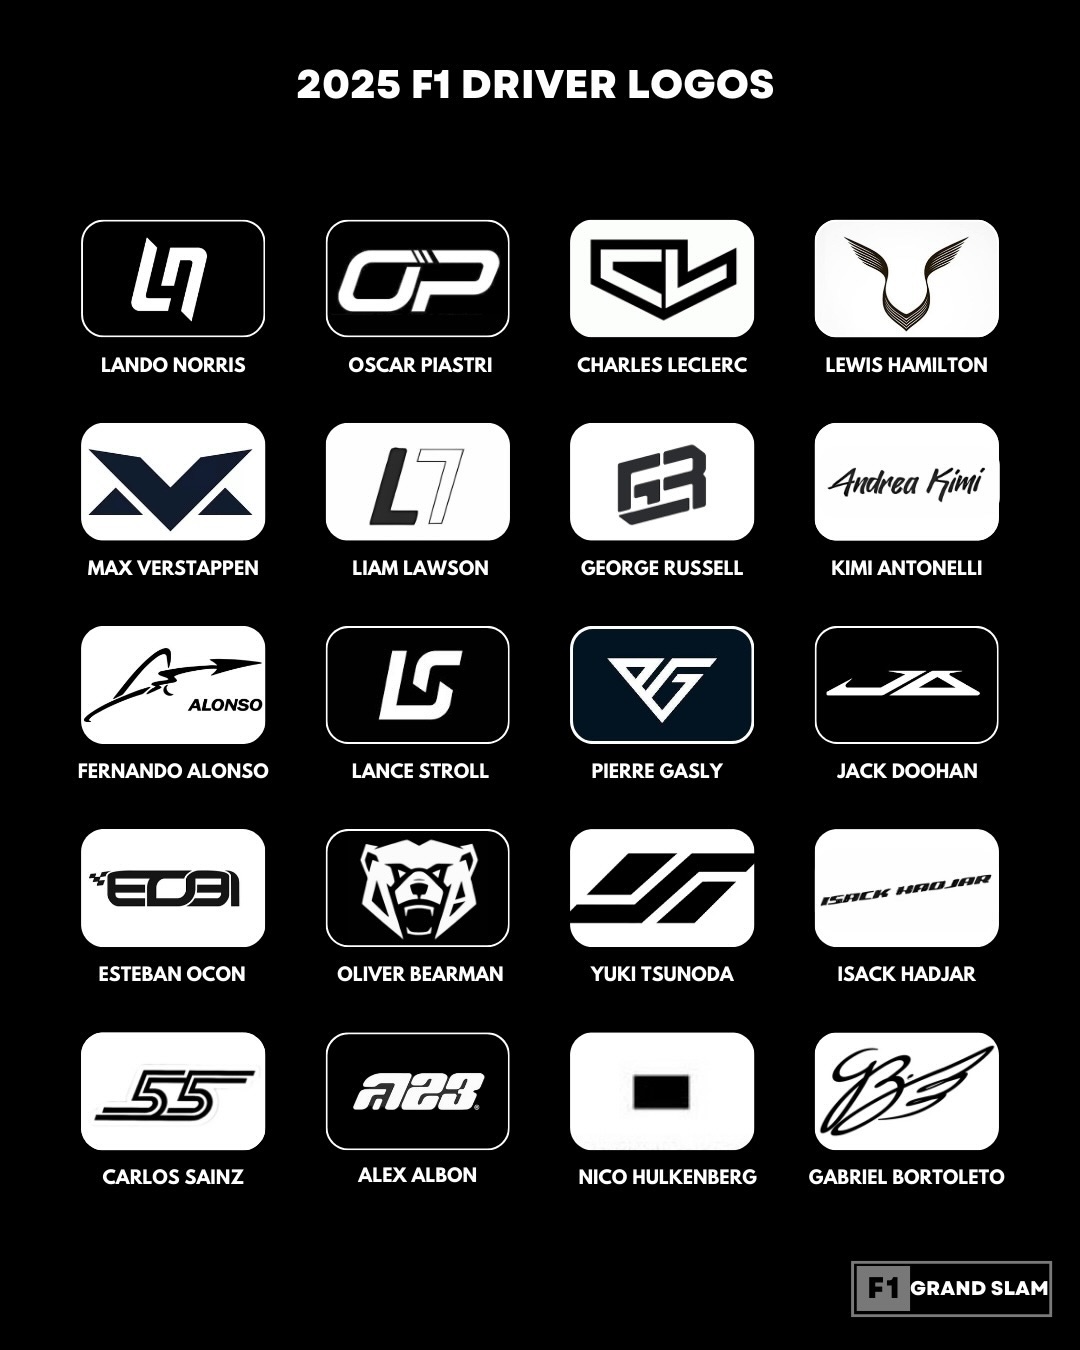 2025 F1 DRIVER LOGOS
LN
OP
CL
LANDO NORRIS
OSCAR PIASTRI
CHARLES LECLERC
LEWIS HAMILTON
L7
GR
Andrea Kimi
MAX VERSTAPPEN
LIAM LAWSON
GEORGE RUSSELL
KIMI ANTONELLI
ALONSO
LS
PG
JD
FERNANDO ALONSO
LANCE STROLL
PIERRE GASLY
JACK DOOHAN
EO31
ISACK HADJAR
ESTEBAN OCON
OLIVER BEARMAN
YUKI TSUNODA
ISACK HADJAR
55
A23®
CARLOS SAINZ
ALEX ALBON
NICO HULKENBERG
GABRIEL BORTOLETO
F1 GRAND SLAM